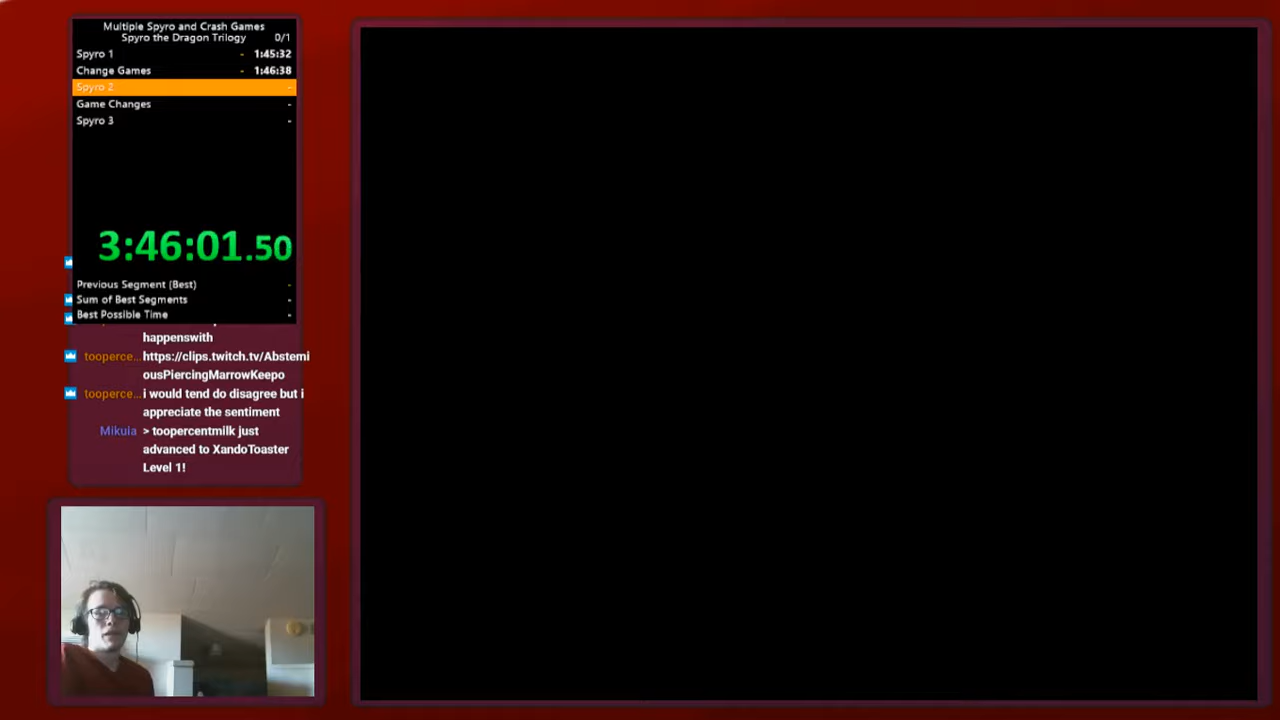 Multiple Spyro and Crash Games
Spyro the Dragon Trilogy 0/1
Spyro 1 - 1:45:32
Change Games - 1:46:38
Spyro 2 -
Game Changes -
Spyro 3 -
3:46:01.50
Previous Segment (Best) -
Sum of Best Segments -
Best Possible Time -
happenswith
tooperce... https://clips.twitch.tv/Abstemi
ousPiercingMarrowKeepo
tooperce... i would tend do disagree but i
appreciate the sentiment
Mikuia > toopercentmilk just
advanced to XandoToaster
Level 1!